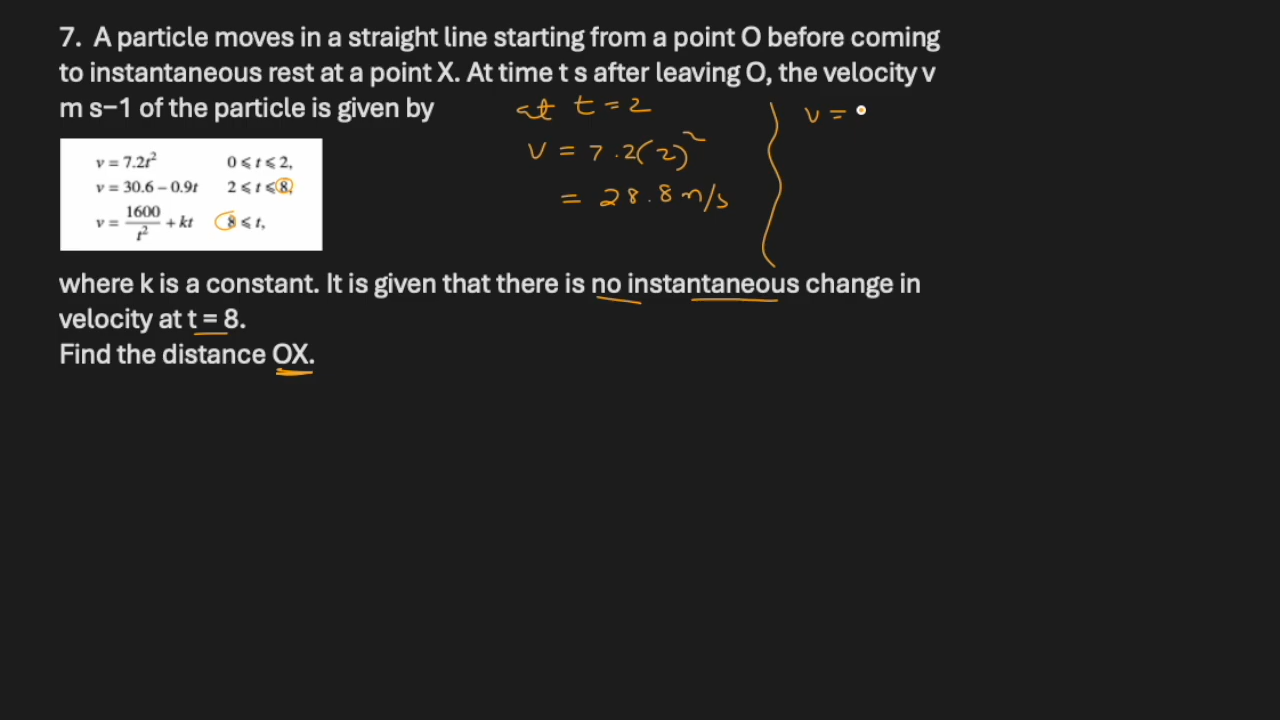 7. A particle moves in a straight line starting from a point O before coming
to instantaneous rest at a point X. At time t s after leaving O, the velocity v
m s−1 of the particle is given by
at t = 2
v =
V = 7.2(2)²
= 28.8 m/s
v = 7.2t² 0 ⩽ t ⩽ 2,
v = 30.6 – 0.9t 2 ⩽ t ⩽ 8,
v = 1600/t² + kt 8 ⩽ t,
where k is a constant. It is given that there is no instantaneous change in
velocity at t = 8.
Find the distance OX.